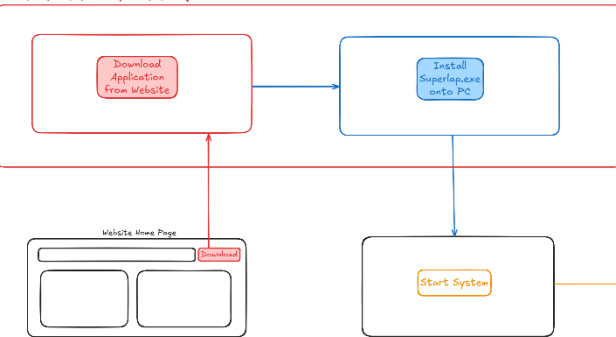 Download
Application
from Website
Install
Superlap.exe
onto PC
Website Home Page
Download
Start System